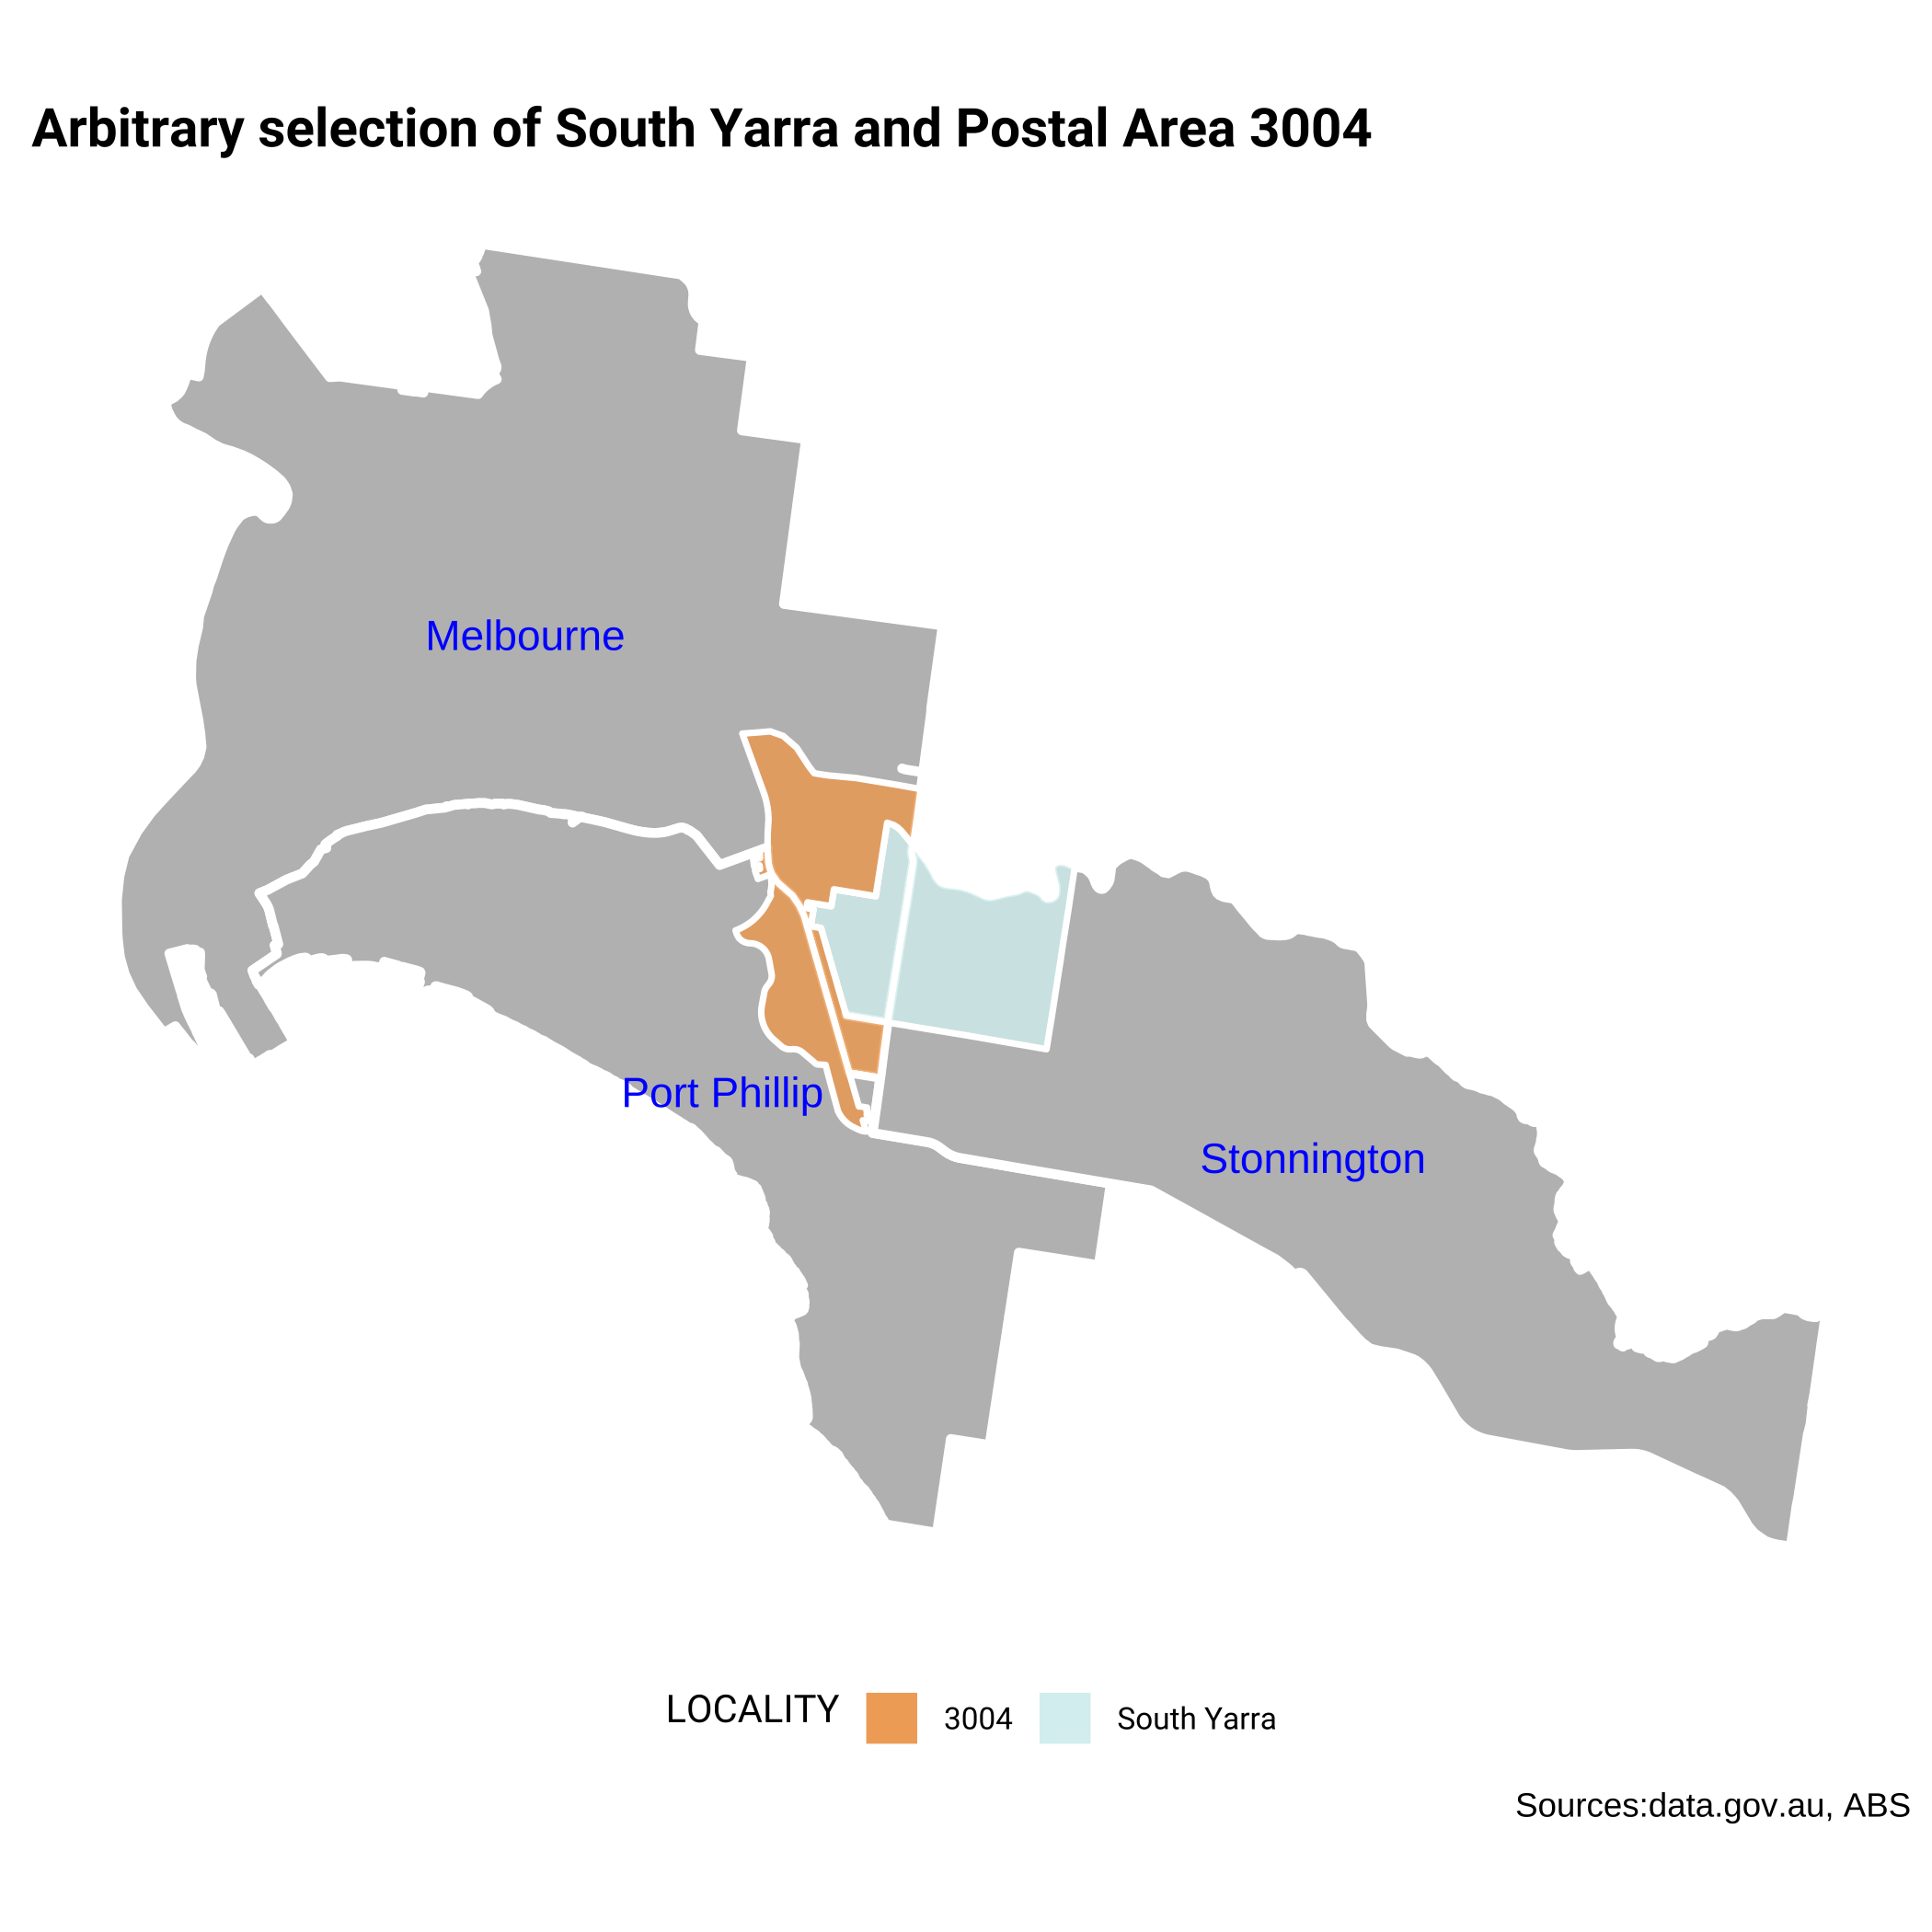 Arbitrary selection of South Yarra and Postal Area 3004
Melbourne
Port Phillip
Stonnington
LOCALITY 3004 South Yarra
Sources:data.gov.au, ABS